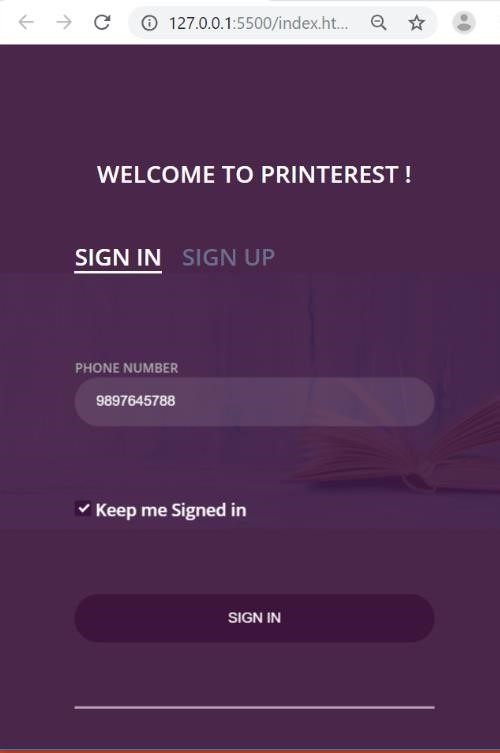 127.0.0.1:5500/index.ht...
WELCOME TO PRINTEREST !
SIGN IN SIGN UP
PHONE NUMBER
9897645788
Keep me Signed in
SIGN IN